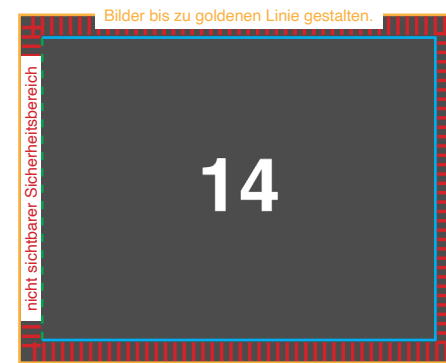 Bilder bis zu goldenen Linie gestalten.
nicht sichtbarer Sicherheitsbereich
14